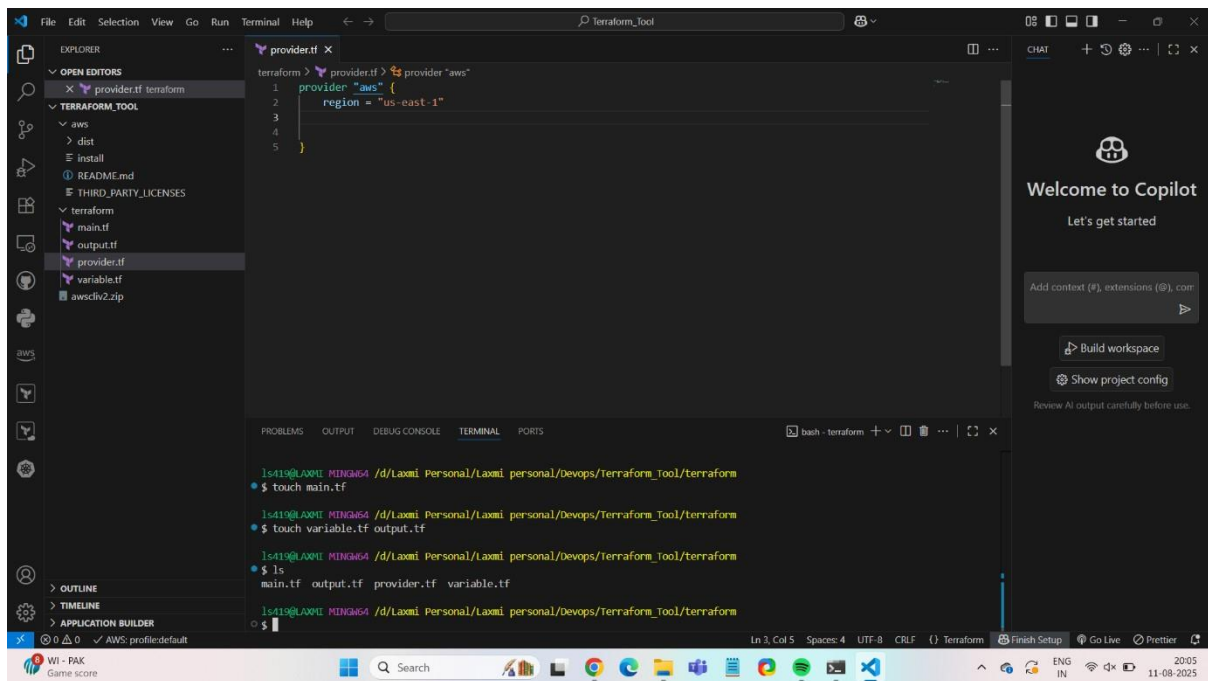 File Edit Selection View Go Run Terminal Help
Terraform_Tool
EXPLORER
OPEN EDITORS
provider.tf terraform
TERRAFORM_TOOL
aws
dist
install
README.md
THIRD_PARTY_LICENSES
terraform
main.tf
output.tf
provider.tf
variable.tf
awscliv2.zip
OUTLINE
TIMELINE
APPLICATION BUILDER
provider.tf
terraform > provider.tf > provider "aws"
1 provider "aws" {
2 region = "us-east-1"
3
4
5 }
PROBLEMS OUTPUT DEBUG CONSOLE TERMINAL PORTS
bash - terraform
ls419@LAXMI MINGW64 /d/Laxmi Personal/Laxmi personal/Devops/Terraform_Tool/terraform
$ touch main.tf
ls419@LAXMI MINGW64 /d/Laxmi Personal/Laxmi personal/Devops/Terraform_Tool/terraform
$ touch variable.tf output.tf
ls419@LAXMI MINGW64 /d/Laxmi Personal/Laxmi personal/Devops/Terraform_Tool/terraform
$ ls
main.tf output.tf provider.tf variable.tf
ls419@LAXMI MINGW64 /d/Laxmi Personal/Laxmi personal/Devops/Terraform_Tool/terraform
$
CHAT
Welcome to Copilot
Let's get started
Add context (#), extensions (@), com
Build workspace
Show project config
Review AI output carefully before use.
aws
0 0 AWS: profile:default
Ln 3, Col 5 Spaces: 4 UTF-8 CRLF {} Terraform Finish Setup Go Live Prettier
WI - PAK
Game score
Search
ENG
IN
20:05
11-08-2025